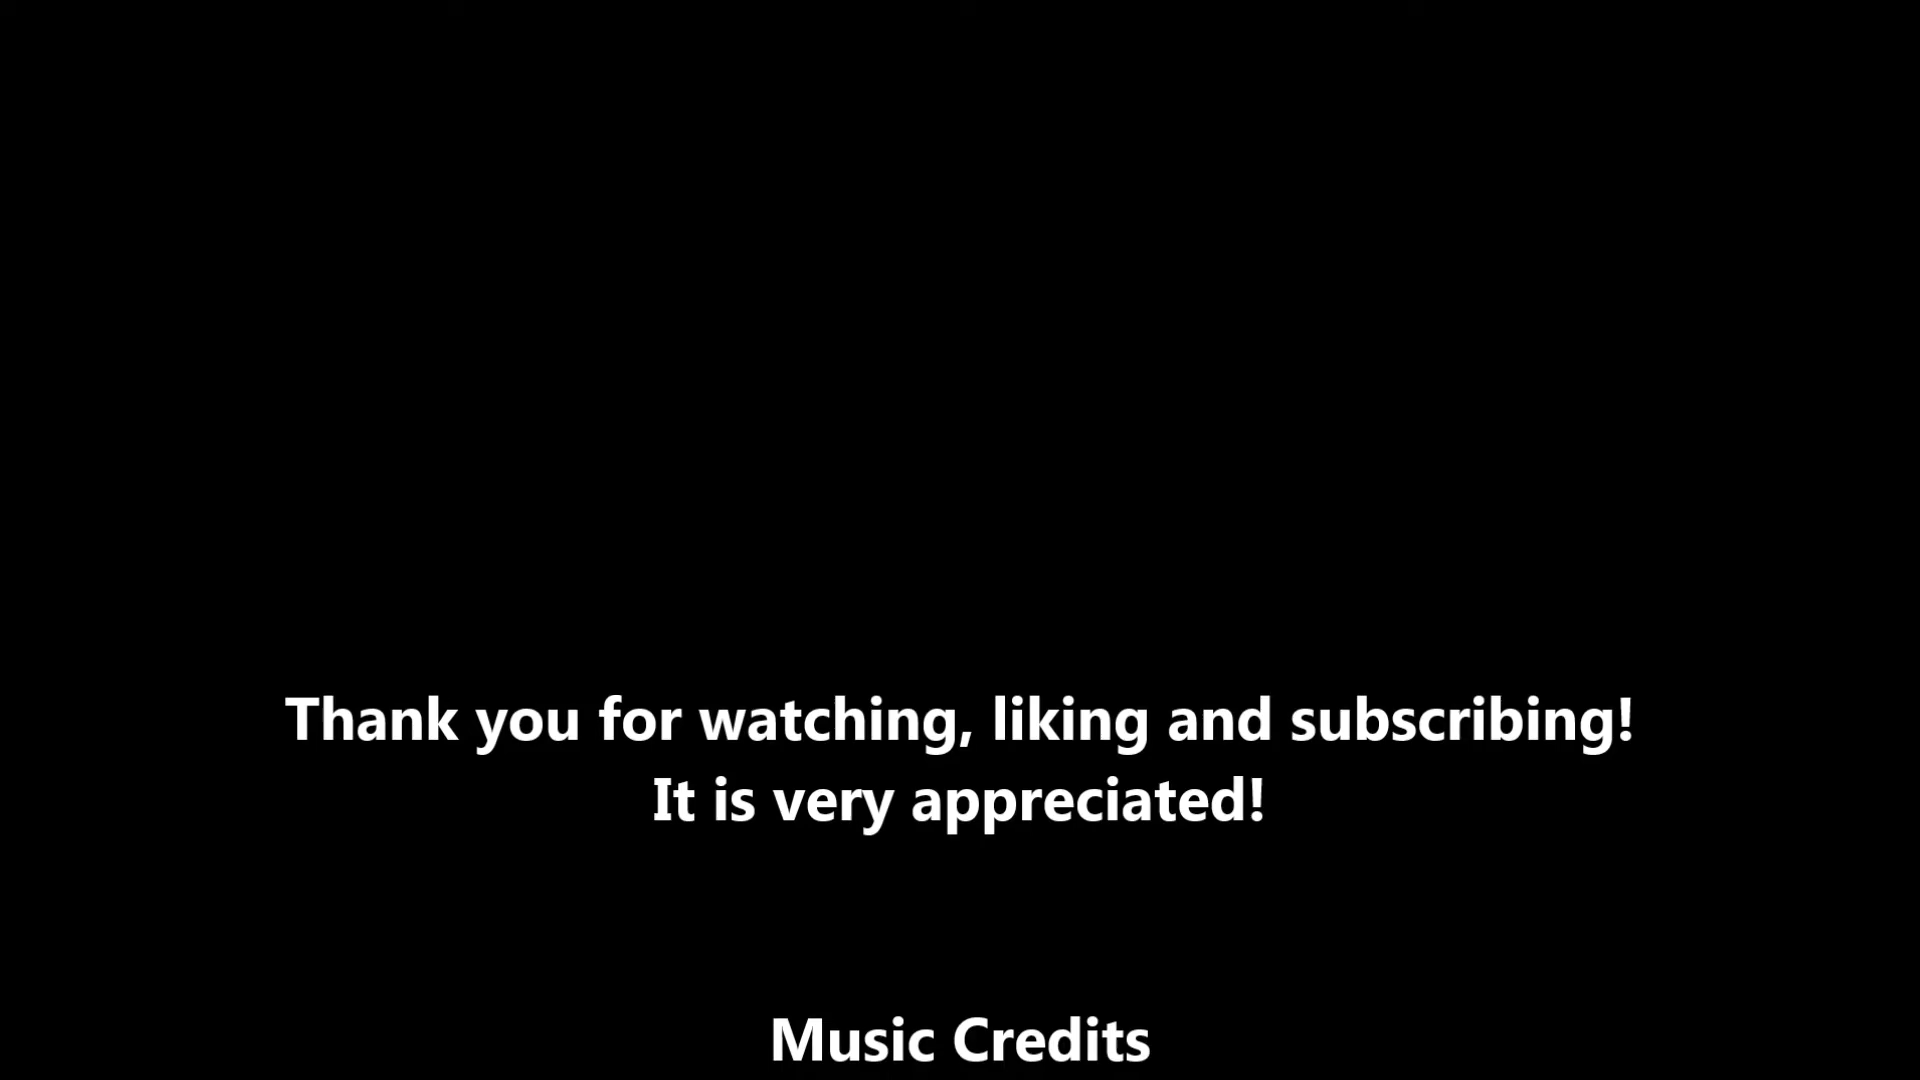 Thank you for watching, liking and subscribing!
It is very appreciated!
Music Credits